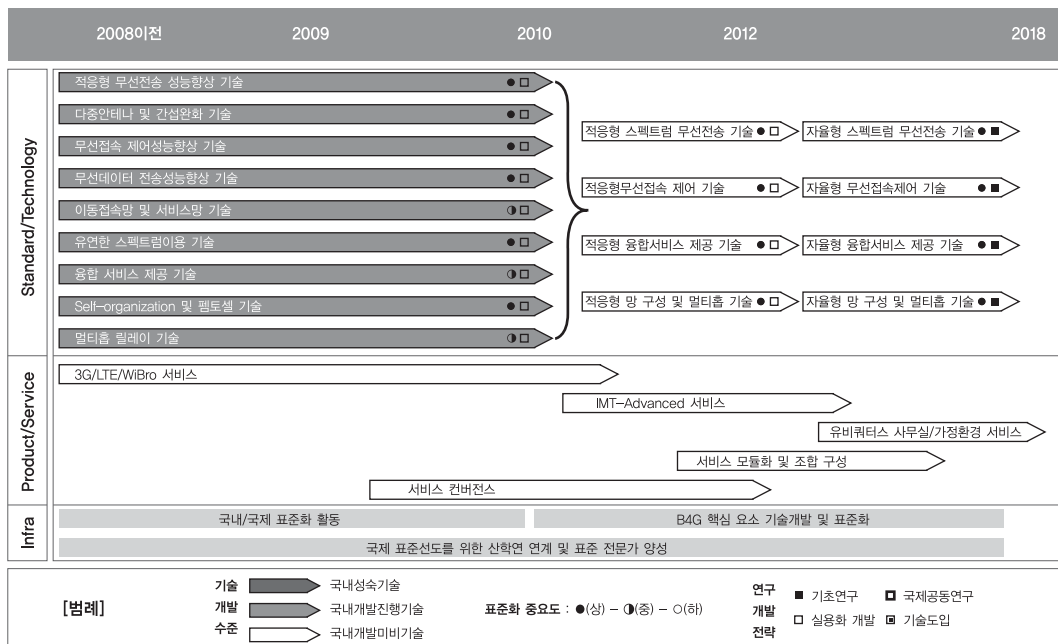 2008이전 2009 2010 2012 2018
Standard/Technology
적응형 무선전송 성능향상 기술 ●□
다중안테나 및 간섭완화 기술 ●□
무선접속 제어성능향상 기술 ●□
무선데이터 전송성능향상 기술 ●□
이동접속망 및 서비스망 기술 ◑□
유연한 스펙트럼이용 기술 ●□
융합 서비스 제공 기술 ◑□
Self-organization 및 펨토셀 기술 ●□
멀티홉 릴레이 기술 ◑□
적응형 스펙트럼 무선전송 기술 ●□ 자율형 스펙트럼 무선전송 기술 ●■
적응형무선접속 제어 기술 ●□ 자율형 무선접속제어 기술 ●■
적응형 융합서비스 제공 기술 ●□ 자율형 융합서비스 제공 기술 ●■
적응형 망 구성 및 멀티홉 기술 ●□ 자율형 망 구성 및 멀티홉 기술 ●■
Product/Service
3G/LTE/WiBro 서비스
IMT-Advanced 서비스
유비쿼터스 사무실/가정환경 서비스
서비스 모듈화 및 조합 구성
서비스 컨버전스
Infra
국내/국제 표준화 활동 B4G 핵심 요소 기술개발 및 표준화
국제 표준선도를 위한 산학연 연계 및 표준 전문가 양성
[범례]
기술 개발 수준
국내성숙기술
국내개발진행기술
국내개발미비기술
표준화 중요도 : ●(상) – ◑(중) – ○(하)
연구 개발 전략
■ 기초연구 □ 국제공동연구
□ 실용화 개발 ▣ 기술도입